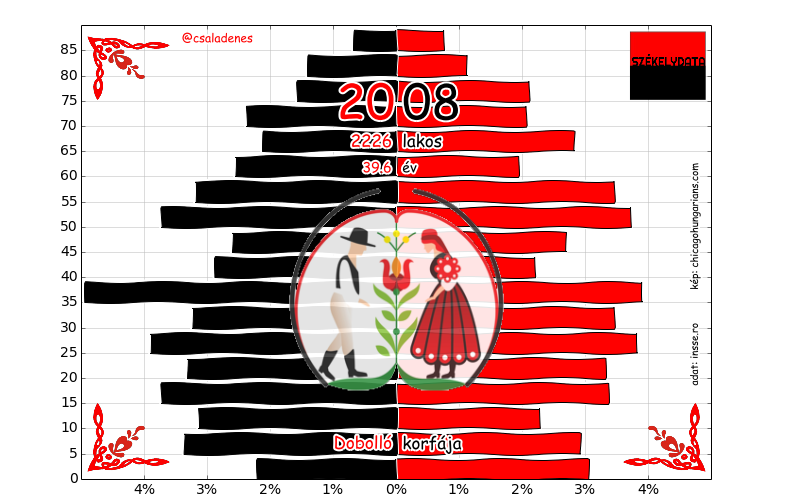 @csaladenes
SZÉKELYDATA
2008
2226 lakos
39.6 év
kép: chicagohungarians.com
adat: insse.ro
Dobolló korfája
85
80
75
70
65
60
55
50
45
40
35
30
25
20
15
10
5
0
4% 3% 2% 1% 0% 1% 2% 3% 4%